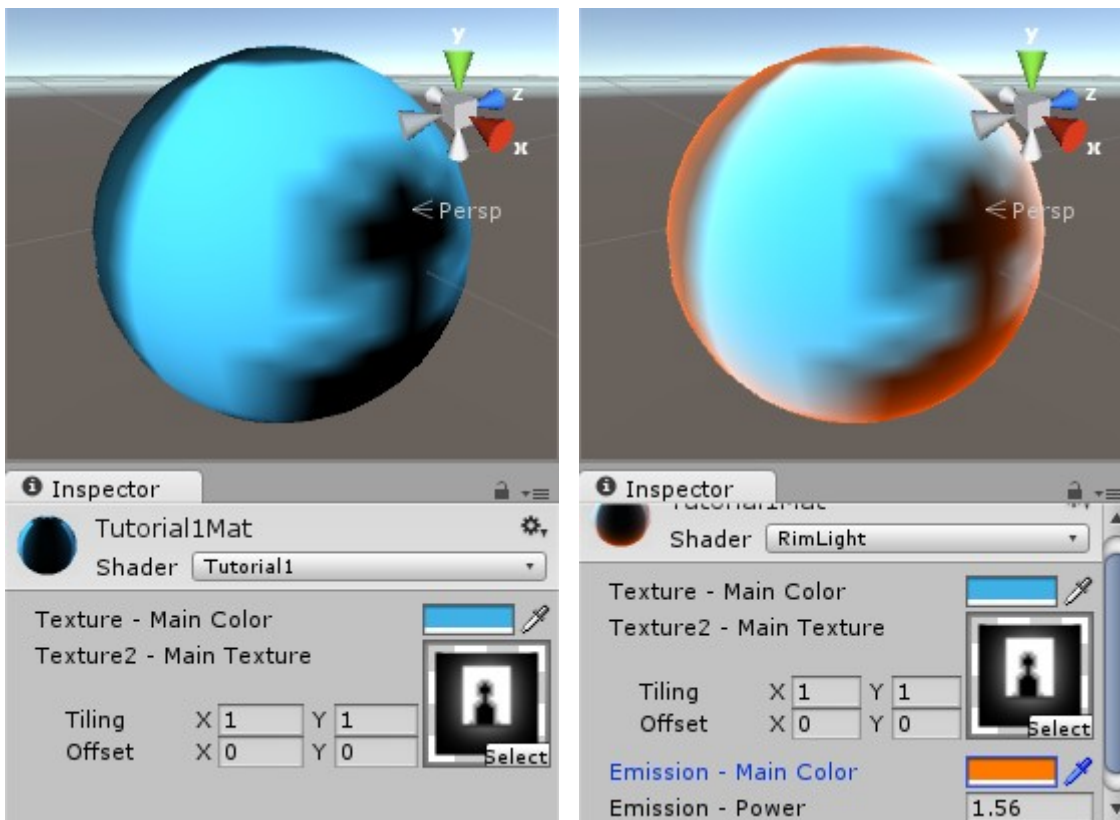 y
z
x
< Persp
Inspector
Tutorial1Mat
Shader Tutorial1
Texture - Main Color
Texture2 - Main Texture
Tiling X 1 Y 1
Offset X 0 Y 0
Select
y
z
x
< Persp
Inspector
Tutorial1Mat
Shader RimLight
Texture - Main Color
Texture2 - Main Texture
Tiling X 1 Y 1
Offset X 0 Y 0
Select
Emission - Main Color
Emission - Power 1.56